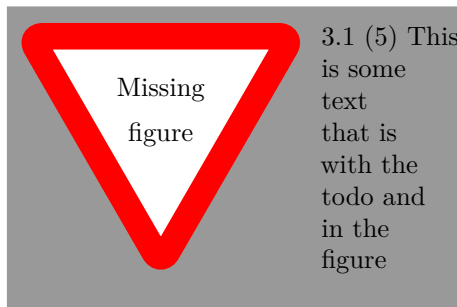 Missing
figure
3.1 (5) This
is some
text
that is
with the
todo and
in the
figure